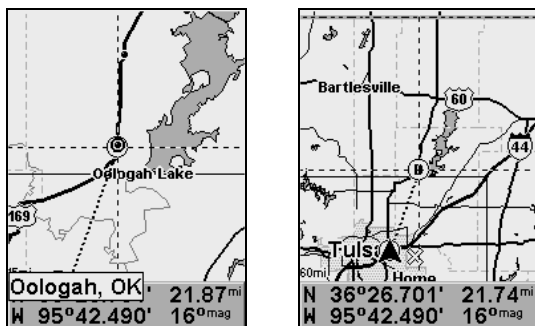 Oologah Lake
169
Oologah, OK
' 21.87mi
W 95°42.490' 16°mag
Bartlesville
60
44
D
Tulsa
60mi
Home
N 36°26.701' 21.74mi
W 95°42.490' 16°mag